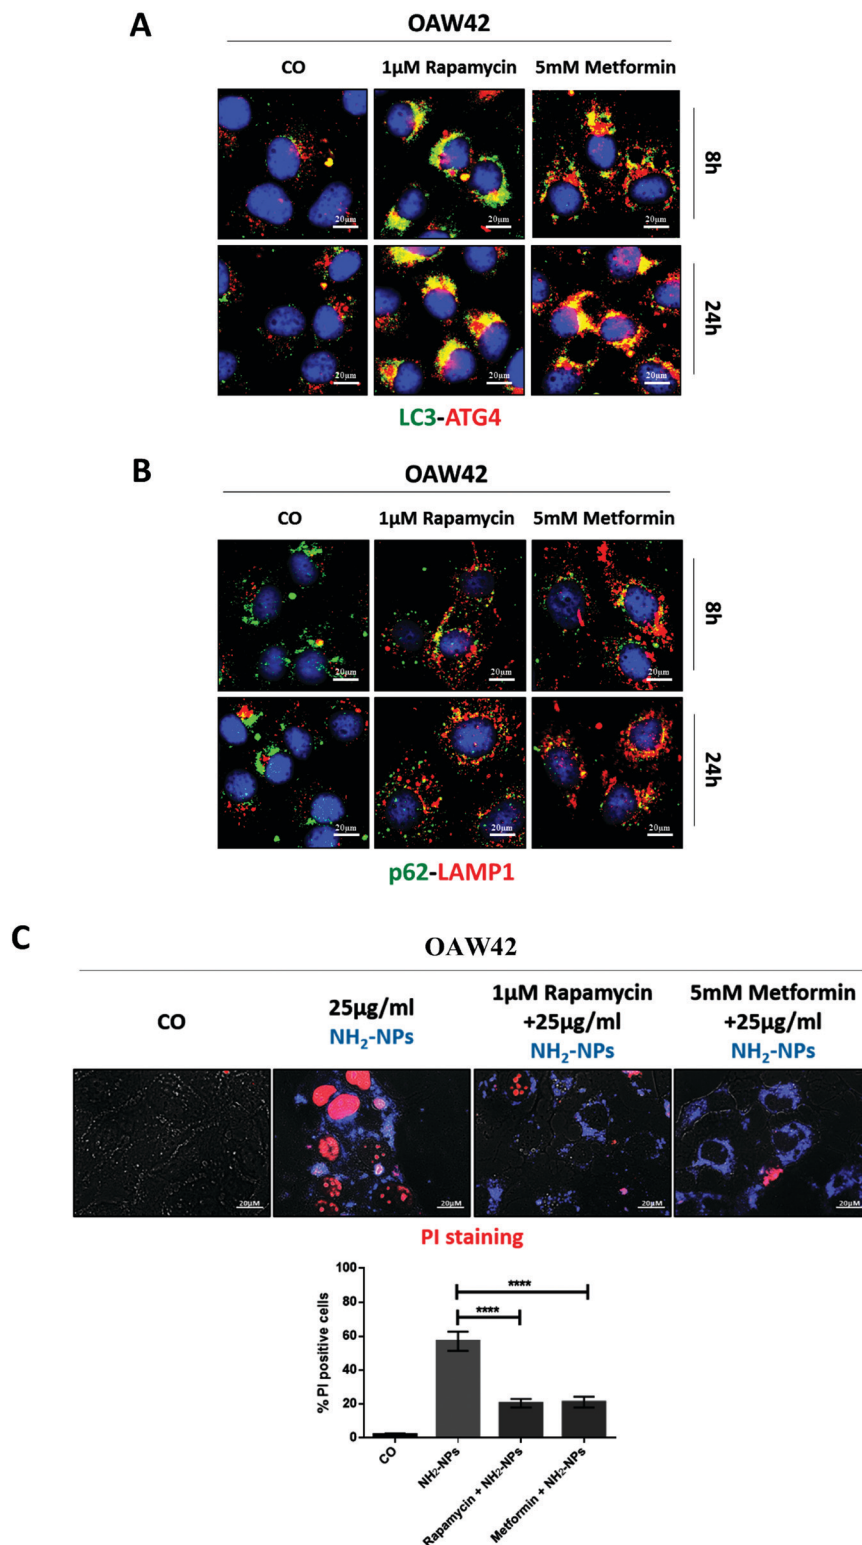 A
OAW42
CO 1µM Rapamycin 5mM Metformin
20µm 20µm 20µm
8h
20µm 20µm 20µm
24h
LC3-ATG4
B
OAW42
CO 1µM Rapamycin 5mM Metformin
20µm 20µm 20µm
8h
20µm 20µm 20µm
24h
p62-LAMP1
C
OAW42
CO
25µg/ml
NH2-NPs
1µM Rapamycin
+25µg/ml
NH2-NPs
5mM Metformin
+25µg/ml
NH2-NPs
20µM 20µM 20µM 20µM
PI staining
% PI positive cells
100
80
60
40
20
0
****
****
CO
NH2-NPs
Rapamycin + NH2-NPs
Metformin + NH2-NPs